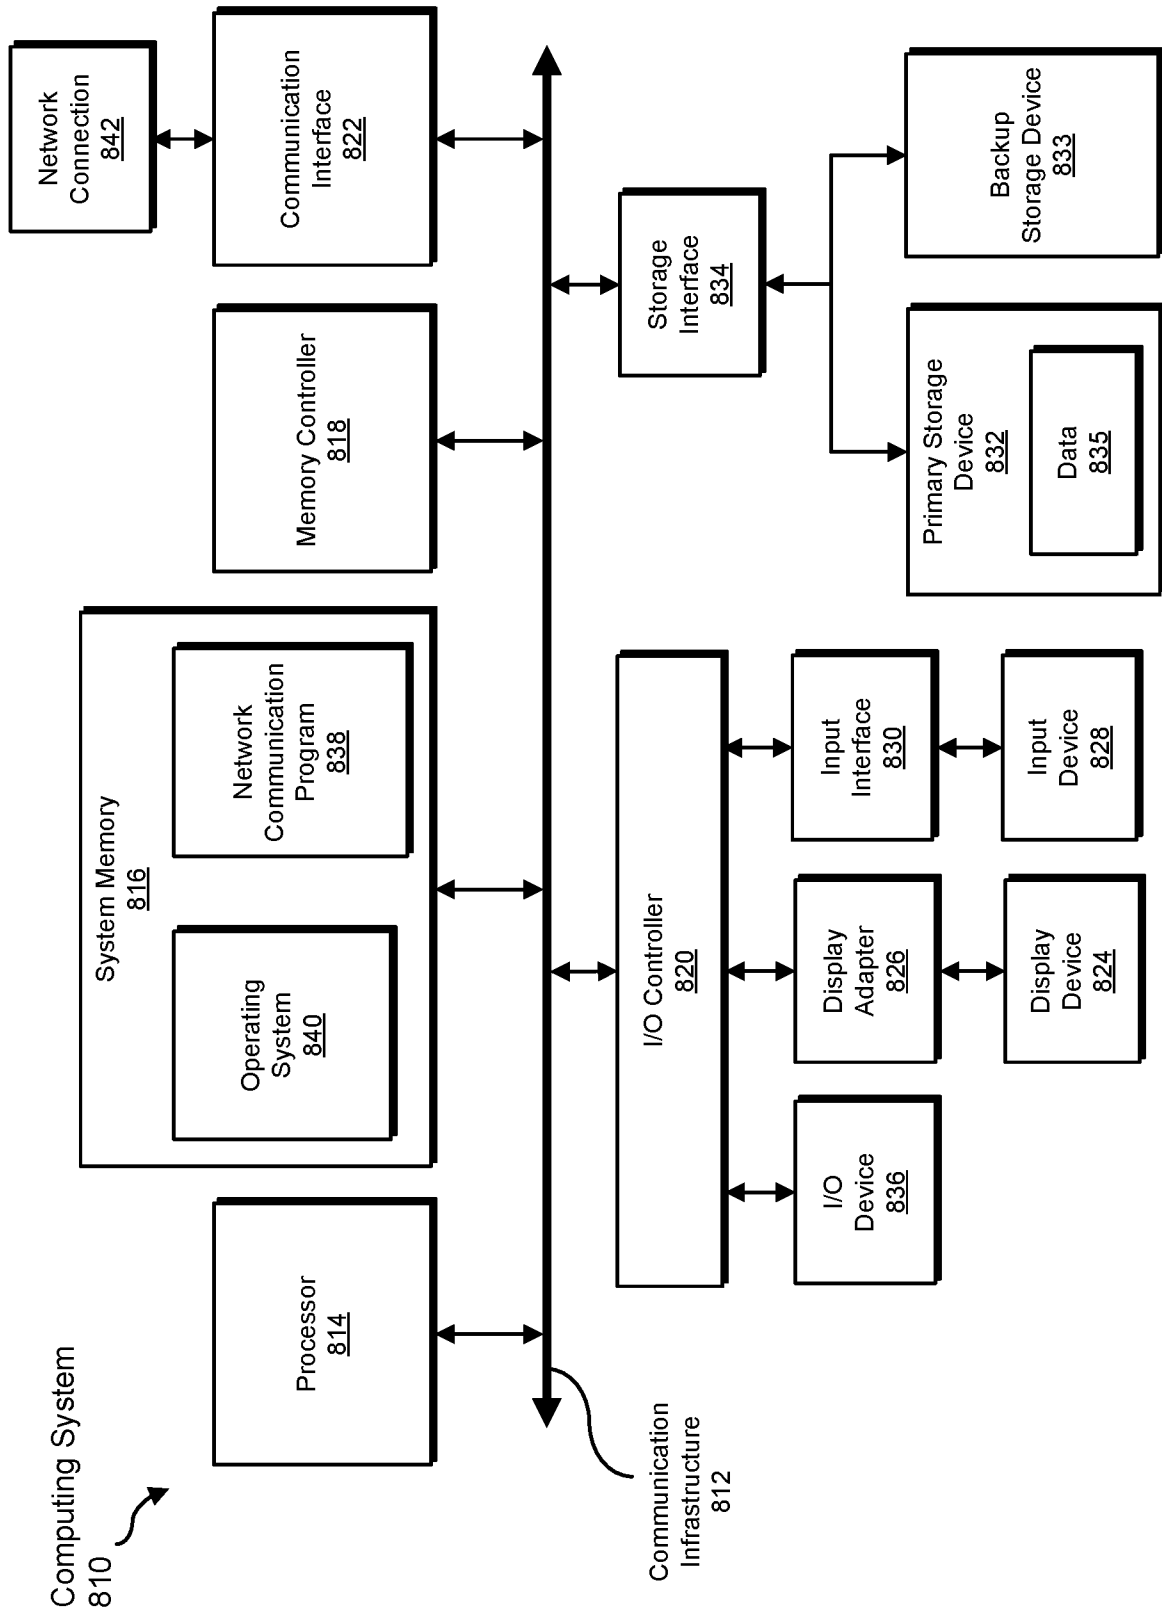 Computing System
810
Processor
814
System Memory
816
Operating
System
840
Network
Communication
Program
838
Memory Controller
818
Communication
Interface
822
Network
Connection
842
Communication
Infrastructure
812
I/O Controller
820
Storage
Interface
834
I/O
Device
836
Display
Adapter
826
Input
Interface
830
Display
Device
824
Input
Device
828
Primary Storage
Device
832
Data
835
Backup
Storage Device
833